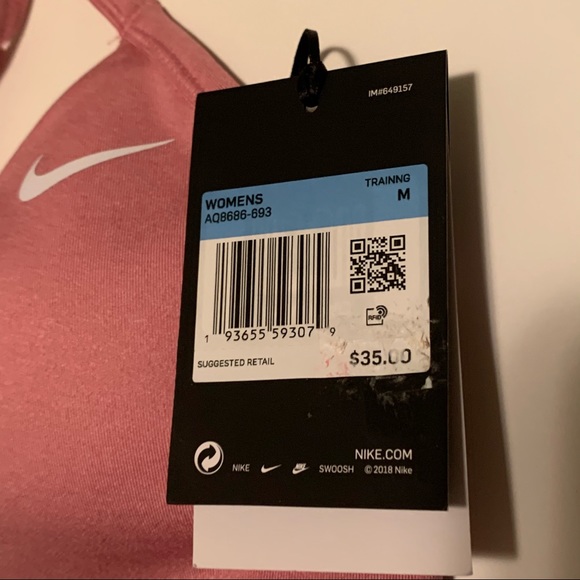 IM#649157
WOMENS TRAINNG
AQ8686-693 M
1 93655 59307 9
RFID
SUGGESTED RETAIL $35.00
NIKE.COM
NIKE NIKE SWOOSH © 2018 Nike